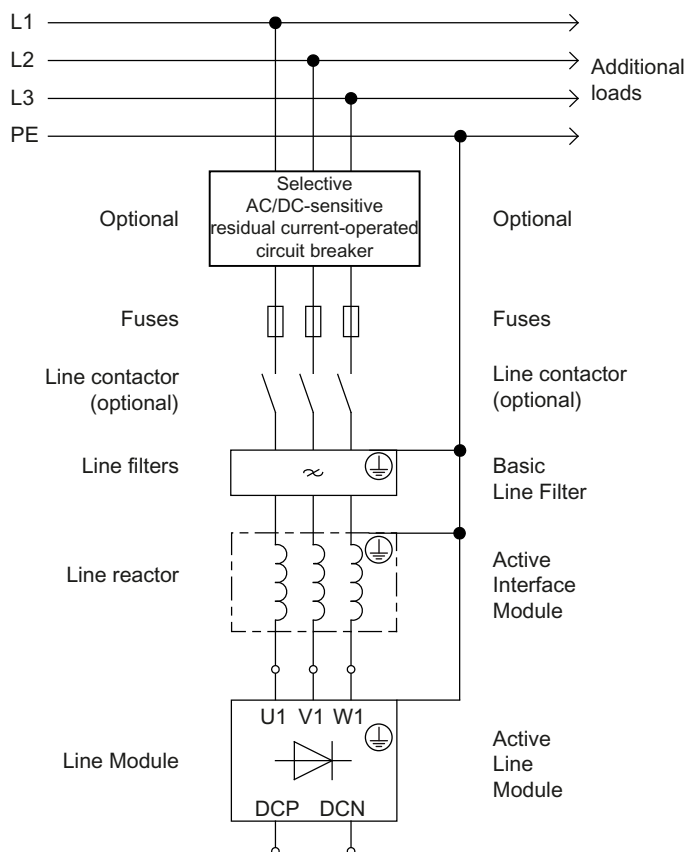 L1
L2
L3
PE
Additional
loads
Optional
Selective
AC/DC-sensitive
residual current-operated
circuit breaker
Optional
Fuses
Fuses
Line contactor
(optional)
Line contactor
(optional)
Line filters
Basic
Line Filter
Line reactor
Active
Interface
Module
U1 V1 W1
Line Module
DCP DCN
Active
Line
Module